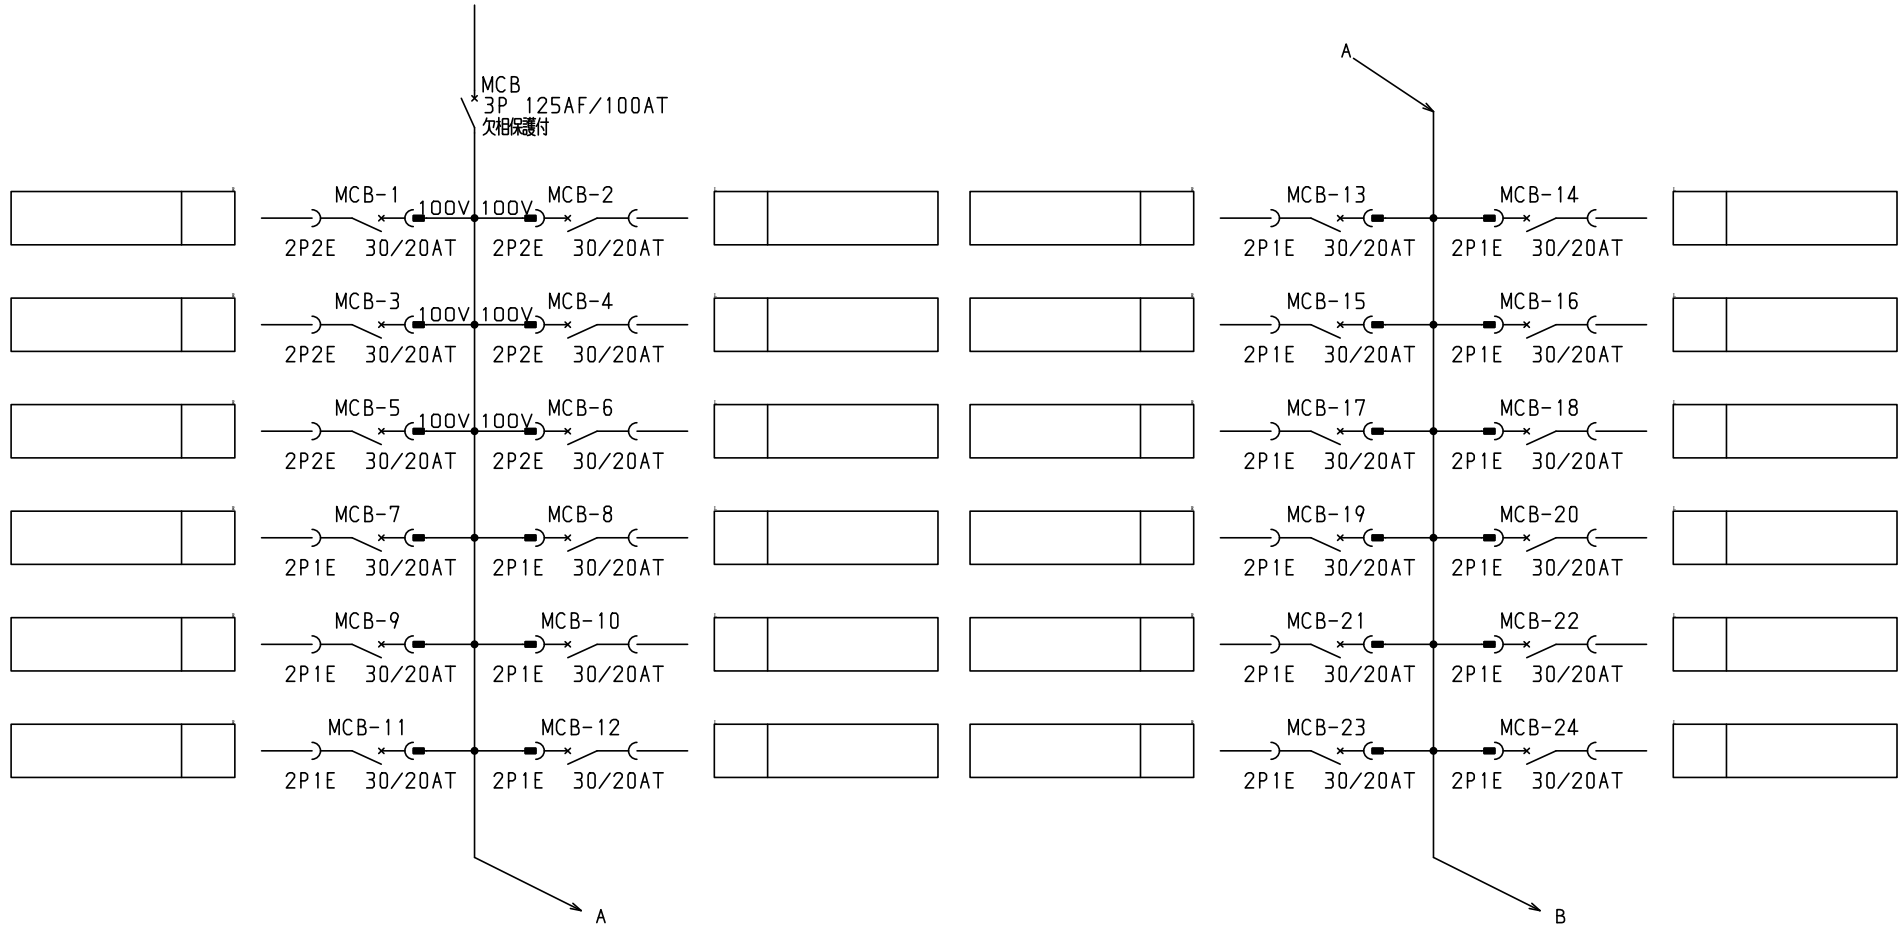 MCB
3P 125AF/100AT
欠相保護付
MCB-1 100V 100V MCB-2
2P2E 30/20AT 2P2E 30/20AT
MCB-3 100V 100V MCB-4
2P2E 30/20AT 2P2E 30/20AT
MCB-5 100V 100V MCB-6
2P2E 30/20AT 2P2E 30/20AT
MCB-7 MCB-8
2P1E 30/20AT 2P1E 30/20AT
MCB-9 MCB-10
2P1E 30/20AT 2P1E 30/20AT
MCB-11 MCB-12
2P1E 30/20AT 2P1E 30/20AT
A
A
MCB-13 MCB-14
2P1E 30/20AT 2P1E 30/20AT
MCB-15 MCB-16
2P1E 30/20AT 2P1E 30/20AT
MCB-17 MCB-18
2P1E 30/20AT 2P1E 30/20AT
MCB-19 MCB-20
2P1E 30/20AT 2P1E 30/20AT
MCB-21 MCB-22
2P1E 30/20AT 2P1E 30/20AT
MCB-23 MCB-24
2P1E 30/20AT 2P1E 30/20AT
B